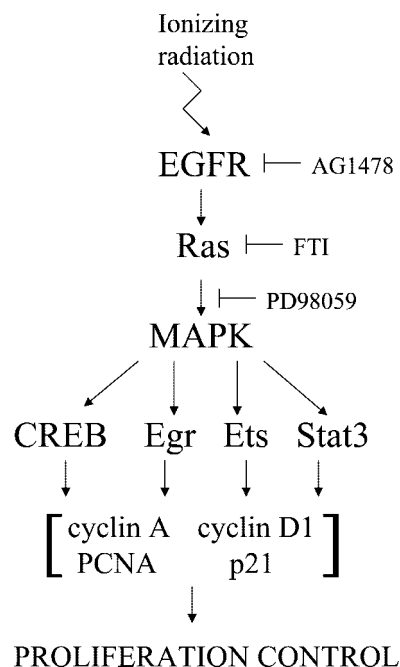 Ionizing
radiation
EGFR
AG1478
Ras
FTI
PD98059
MAPK
CREB Egr Ets Stat3
[ cyclin A cyclin D1 ]
PCNA p21
PROLIFERATION CONTROL